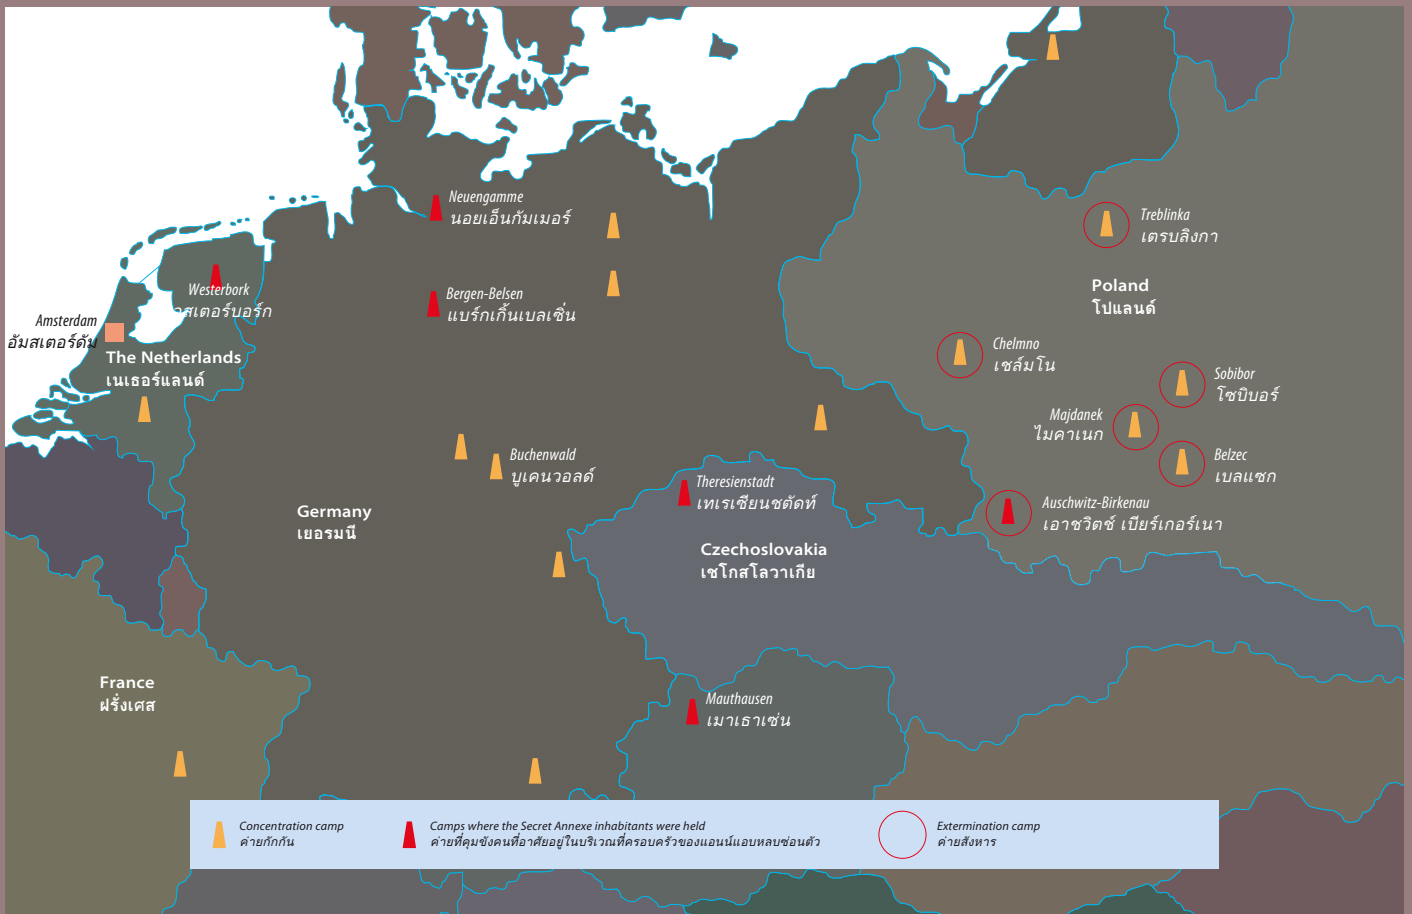 Neuengamme
นอยเอ็นกัมเมอร์
Treblinka
เตรบลิงกา
Westerbork
วสเตอร์บอร์ก
Bergen-Belsen
แบร์กเกิ้นเบลเซิ่น
Poland
โปแลนด์
Amsterdam
อัมสเตอร์ดัม
The Netherlands
เนเธอร์แลนด์
Chelmno
เชล์มโน
Sobibor
โซบิบอร์
Majdanek
ไมคาเนก
Buchenwald
บูเคนวอลด์
Belzec
เบลแซก
Theresienstadt
เทเรเซียนชตัดท์
Auschwitz-Birkenau
เอาชวิตช์ เบียร์เกอร์เนา
Germany
เยอรมนี
Czechoslovakia
เชโกสโลวาเกีย
France
ฝรั่งเศส
Mauthausen
เมาเธาเซ่น
Concentration camp
ค่ายกักกัน
Camps where the Secret Annexe inhabitants were held
ค่ายที่คุมขังคนที่อาศัยอยู่ในบริเวณที่ครอบครัวของแอนน์แอบหลบซ่อนตัว
Extermination camp
ค่ายสังหาร